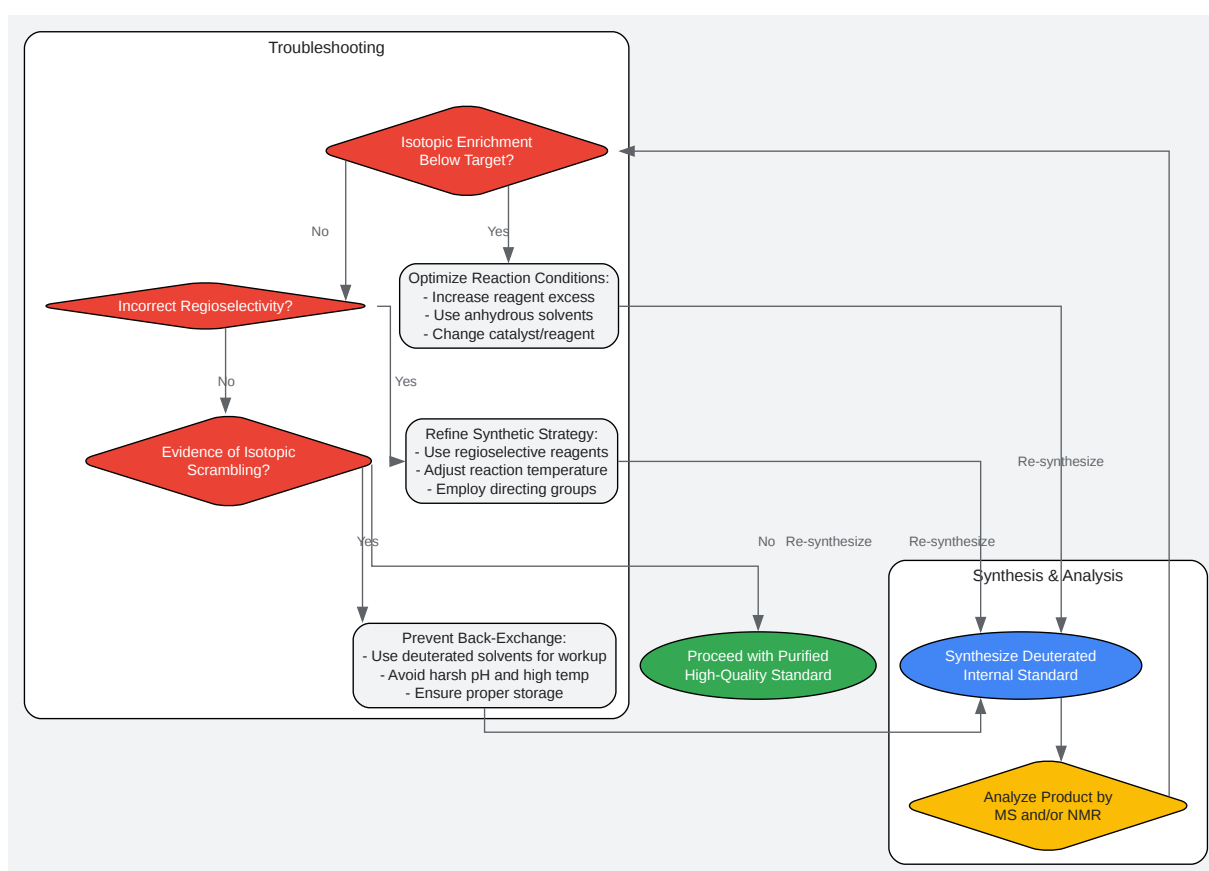 Troubleshooting
Isotopic Enrichment
Below Target?
No
Yes
Optimize Reaction Conditions:
- Increase reagent excess
- Use anhydrous solvents
- Change catalyst/reagent
Incorrect Regioselectivity?
No
Yes
Refine Synthetic Strategy:
- Use regioselective reagents
- Adjust reaction temperature
- Employ directing groups
Evidence of Isotopic
Scrambling?
Re-synthesize
Yes
No
Re-synthesize
Re-synthesize
Synthesis & Analysis
Prevent Back-Exchange:
- Use deuterated solvents for workup
- Avoid harsh pH and high temp
- Ensure proper storage
Proceed with Purified
High-Quality Standard
Synthesize Deuterated
Internal Standard
Analyze Product by
MS and/or NMR